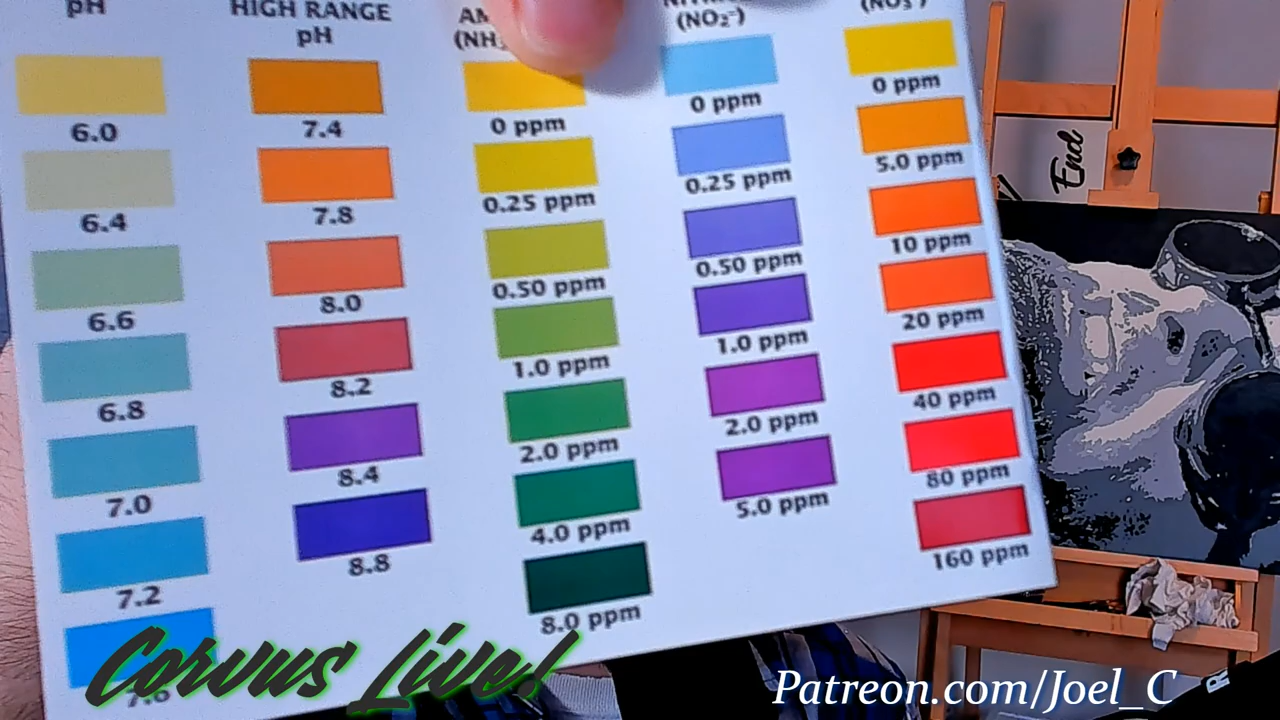 pH
HIGH RANGE
pH
(NO₂⁻)
6.0
6.4
6.6
6.8
7.0
7.2
7.4
7.8
8.0
8.2
8.4
8.8
0 ppm
0.25 ppm
0.50 ppm
1.0 ppm
2.0 ppm
4.0 ppm
8.0 ppm
0 ppm
0.25 ppm
0.50 ppm
1.0 ppm
2.0 ppm
5.0 ppm
0 ppm
5.0 ppm
10 ppm
20 ppm
40 ppm
80 ppm
160 ppm
End
Corvus Live!
Patreon.com/Joel_C